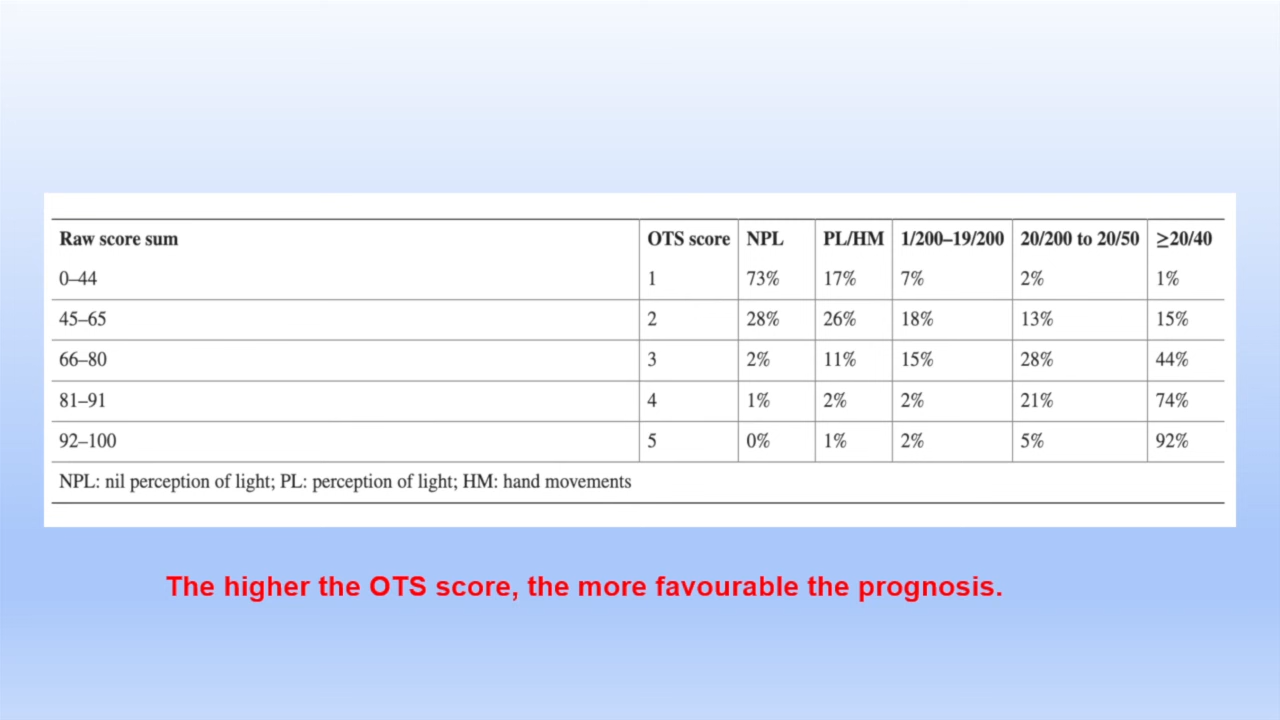 Raw score sum OTS score NPL PL/HM 1/200–19/200 20/200 to 20/50 ≥20/40
0–44 1 73% 17% 7% 2% 1%
45–65 2 28% 26% 18% 13% 15%
66–80 3 2% 11% 15% 28% 44%
81–91 4 1% 2% 2% 21% 74%
92–100 5 0% 1% 2% 5% 92%
NPL: nil perception of light; PL: perception of light; HM: hand movements
The higher the OTS score, the more favourable the prognosis.